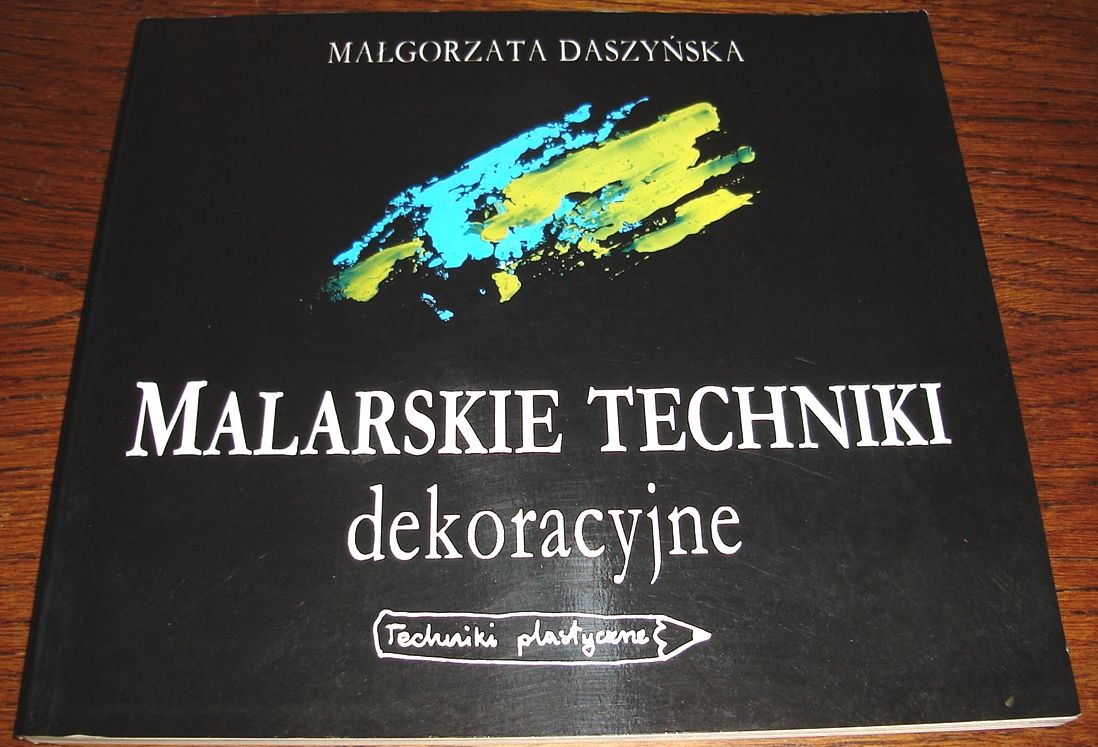 MAŁGORZATA DASZYŃSKA
MALARSKIE TECHNIKI
dekoracyjne
Techniki plastyczne